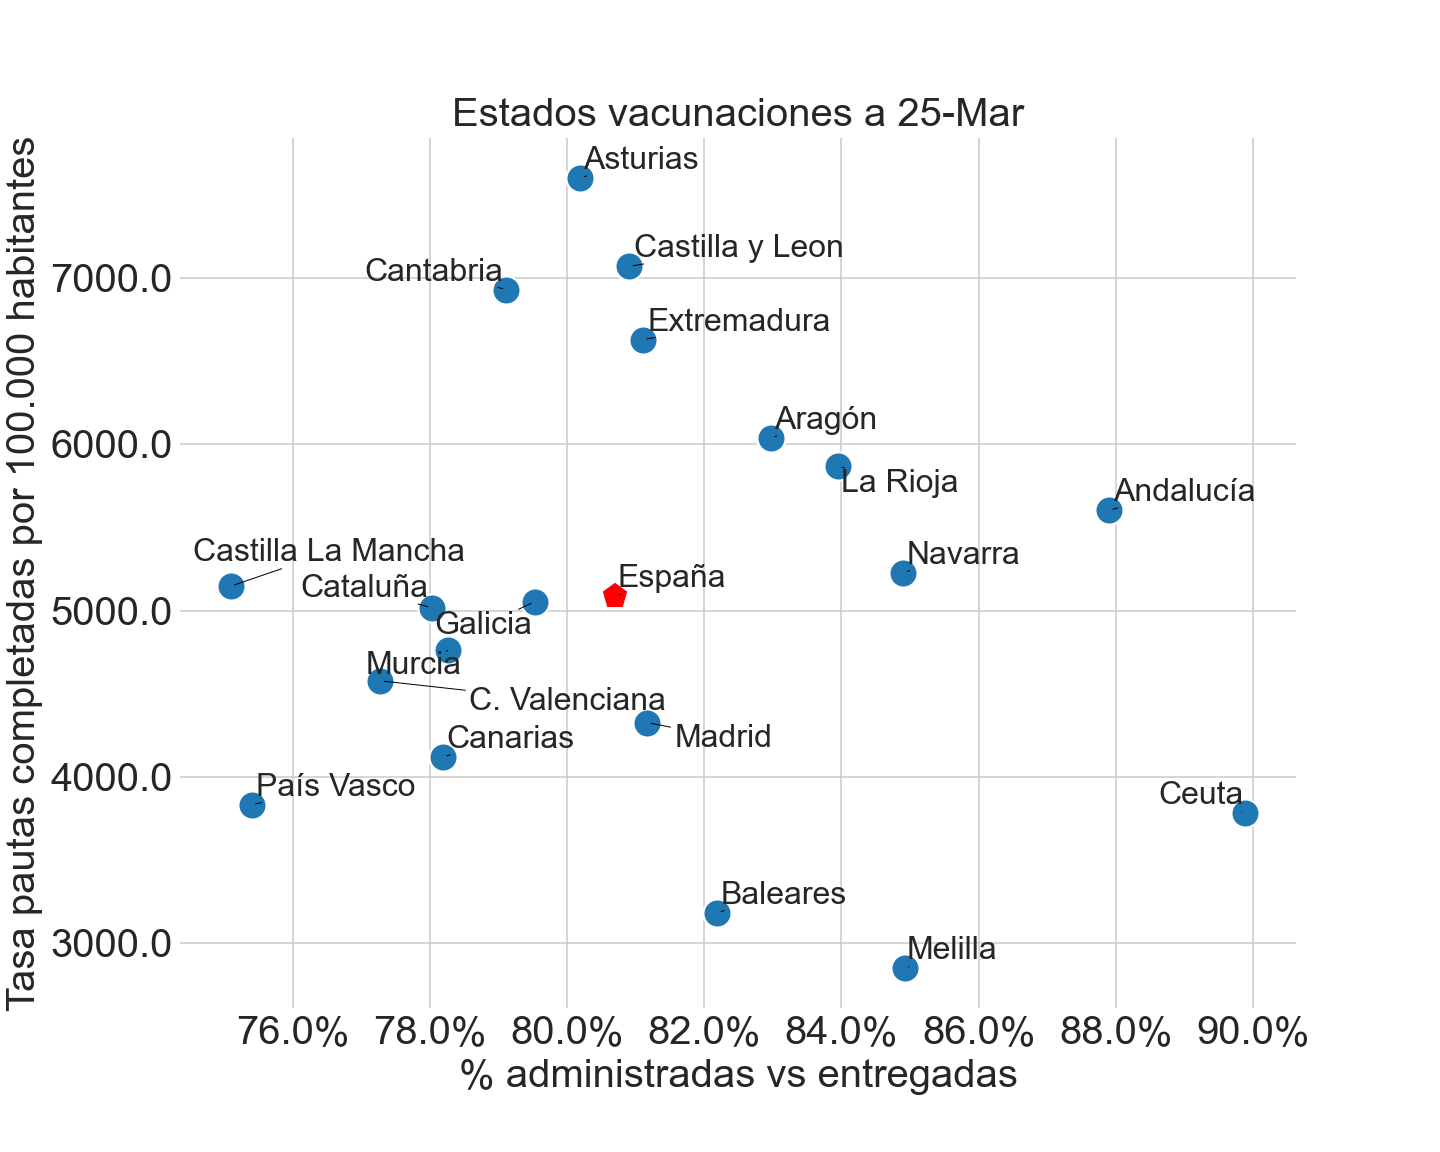 Estados vacunaciones a 25-Mar
Tasa pautas completadas por 100.000 habitantes
7000.0
6000.0
5000.0
4000.0
3000.0
Asturias
Castilla y Leon
Cantabria
Extremadura
Aragón
La Rioja
Andalucía
Castilla La Mancha
Navarra
España
Cataluña
Galicia
Murcia
C. Valenciana
Madrid
Canarias
País Vasco
Ceuta
Baleares
Melilla
76.0% 78.0% 80.0% 82.0% 84.0% 86.0% 88.0% 90.0%
% administradas vs entregadas